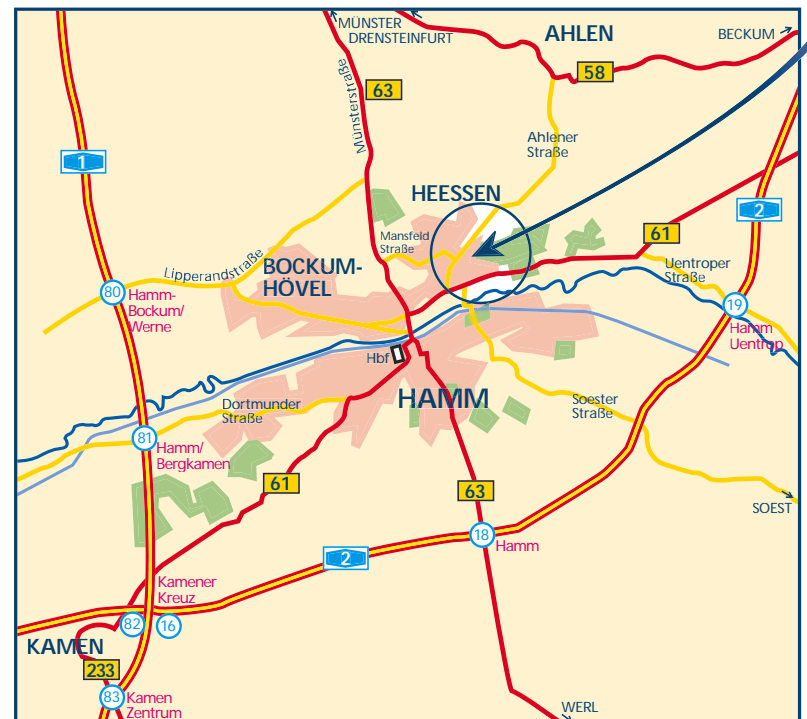 MÜNSTER
DRENSTEINFURT
AHLEN
BECKUM
58
63
Münsterstraße
Ahlener
Straße
1
HEESSEN
2
61
Mansfeld
Straße
Lipperandstraße
BOCKUM-
HÖVEL
Uentroper
Straße
80
Hamm-
Bockum/
Werne
19
Hamm
Uentrop
Hbf
HAMM
Dortmunder
Straße
Soester
Straße
81
Hamm/
Bergkamen
61
63
SOEST
18
Hamm
2
Kamener
Kreuz
82
16
KAMEN
233
83
Kamen
Zentrum
WERL